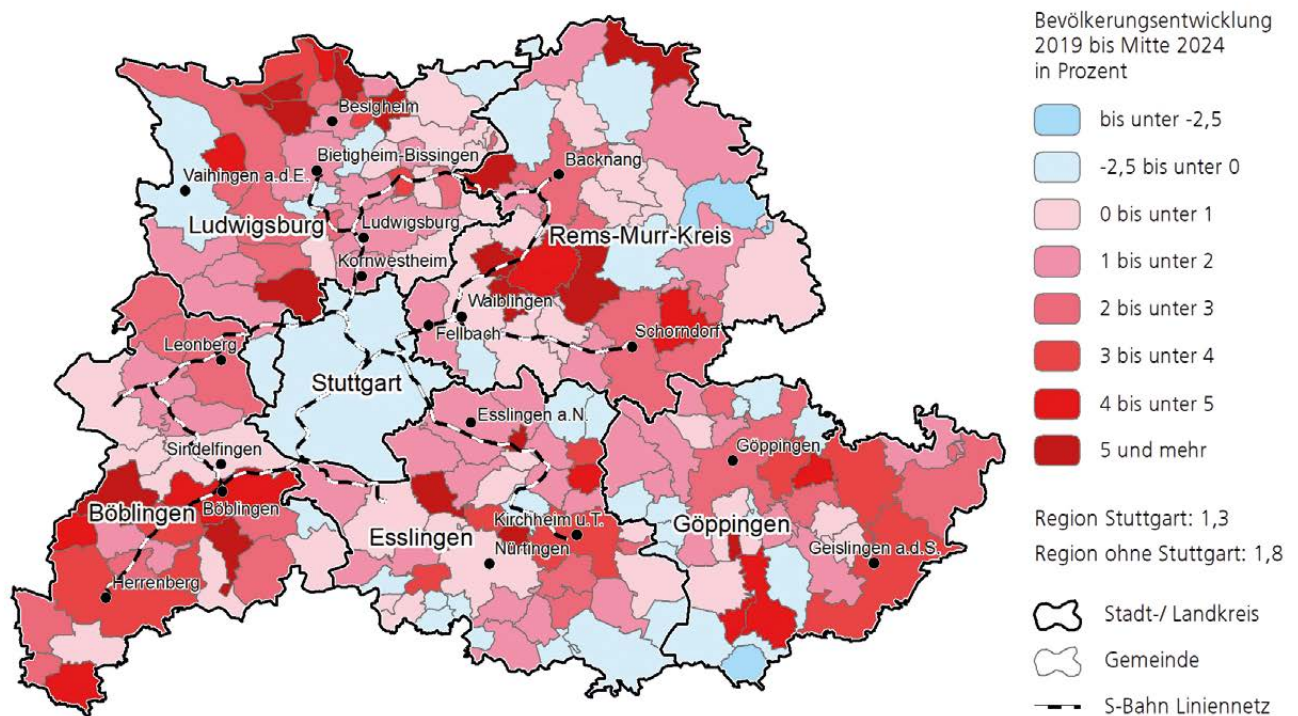 Bevölkerungsentwicklung
2019 bis Mitte 2024
in Prozent
bis unter -2,5
-2,5 bis unter 0
0 bis unter 1
1 bis unter 2
2 bis unter 3
3 bis unter 4
4 bis unter 5
5 und mehr
Region Stuttgart: 1,3
Region ohne Stuttgart: 1,8
Stadt-/ Landkreis
Gemeinde
S-Bahn Liniennetz
Besigheim
Bietigheim-Bissingen
Backnang
Vaihingen a.d.E.
Ludwigsburg
Ludwigsburg
Rems-Murr-Kreis
Kornwestheim
Waiblingen
Fellbach
Schorndorf
Leonberg
Stuttgart
Esslingen a.N.
Sindelfingen
Göppingen
Böblingen
Böblingen
Esslingen
Kirchheim u.T.
Göppingen
Nürtingen
Geislingen a.d.S.
Herrenberg